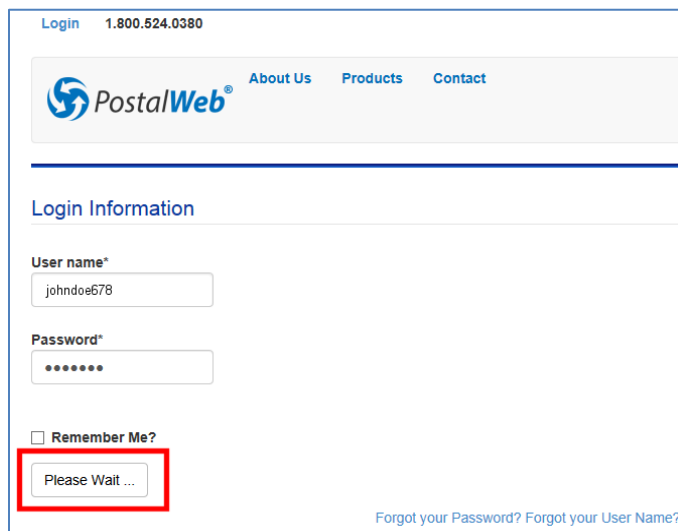 Login 1.800.524.0380
PostalWeb® About Us Products Contact
Login Information
User name*
johndoe678
Password*
•••••••
Remember Me?
Please Wait ...
Forgot your Password? Forgot your User Name?